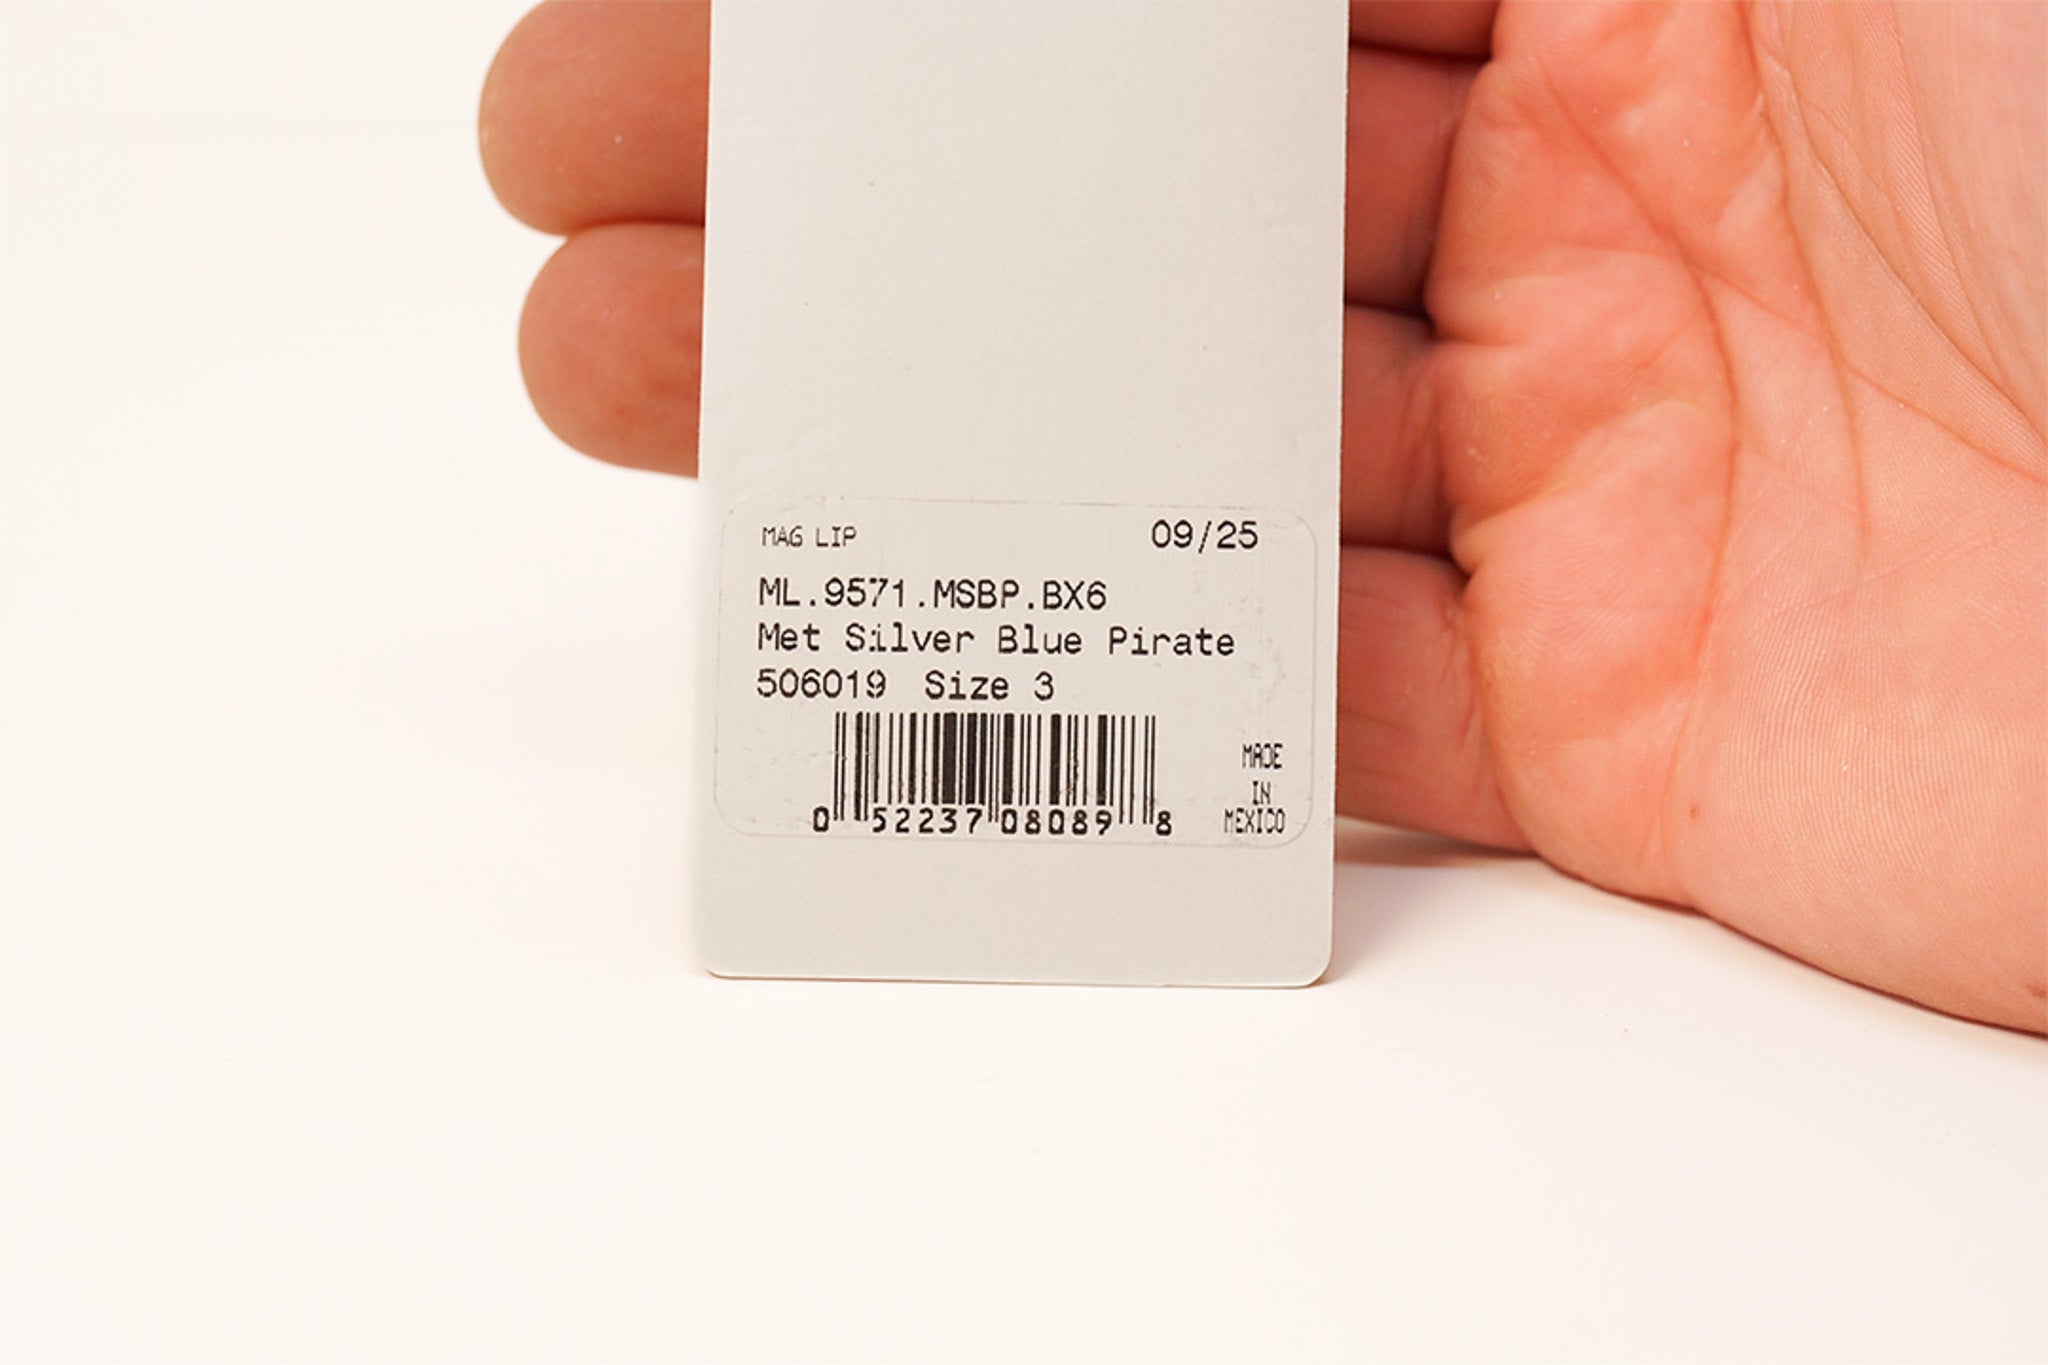 MAG LIP 09/25
ML.9571.MSBP.BX6
Met Silver Blue Pirate
506019 Size 3
MADE
IN
MEXICO
0 52237 08089 8